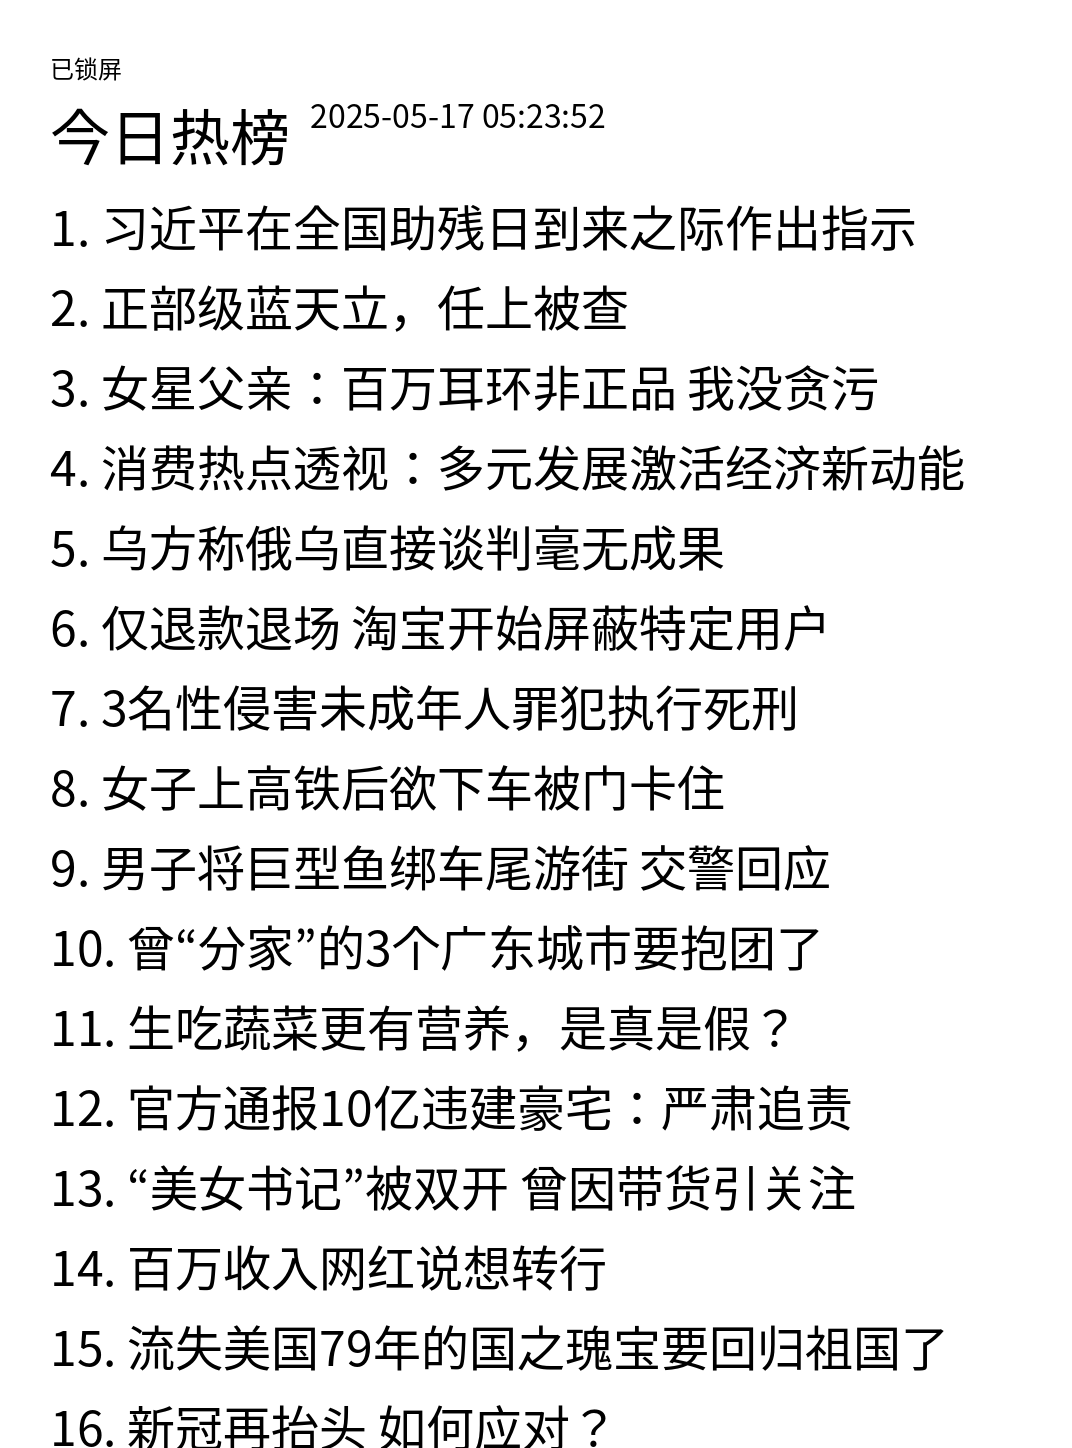 已锁屏
今日热榜 2025-05-17 05:23:52
1. 习近平在全国助残日到来之际作出指示
2. 正部级蓝天立，任上被查
3. 女星父亲：百万耳环非正品 我没贪污
4. 消费热点透视：多元发展激活经济新动能
5. 乌方称俄乌直接谈判毫无成果
6. 仅退款退场 淘宝开始屏蔽特定用户
7. 3名性侵害未成年人罪犯执行死刑
8. 女子上高铁后欲下车被门卡住
9. 男子将巨型鱼绑车尾游街 交警回应
10. 曾“分家”的3个广东城市要抱团了
11. 生吃蔬菜更有营养，是真是假？
12. 官方通报10亿违建豪宅：严肃追责
13. “美女书记”被双开 曾因带货引关注
14. 百万收入网红说想转行
15. 流失美国79年的国之瑰宝要回归祖国了
16. 新冠再抬头 如何应对？